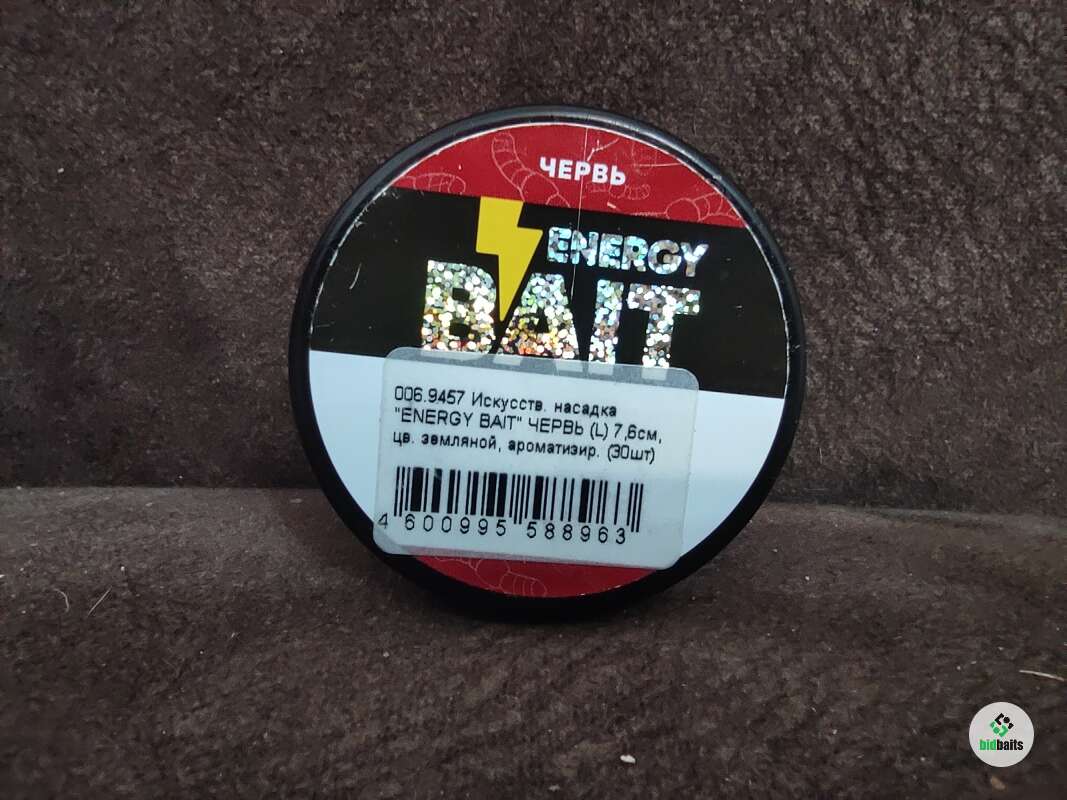 ЧЕРВЬ
ENERGY
BAIT
006.9457 Искусств. насадка
"ENERGY BAIT" ЧЕРВЬ (L) 7,6см,
цв. земляной, ароматизир. (30шт)
4 600995 588963
bidbaits